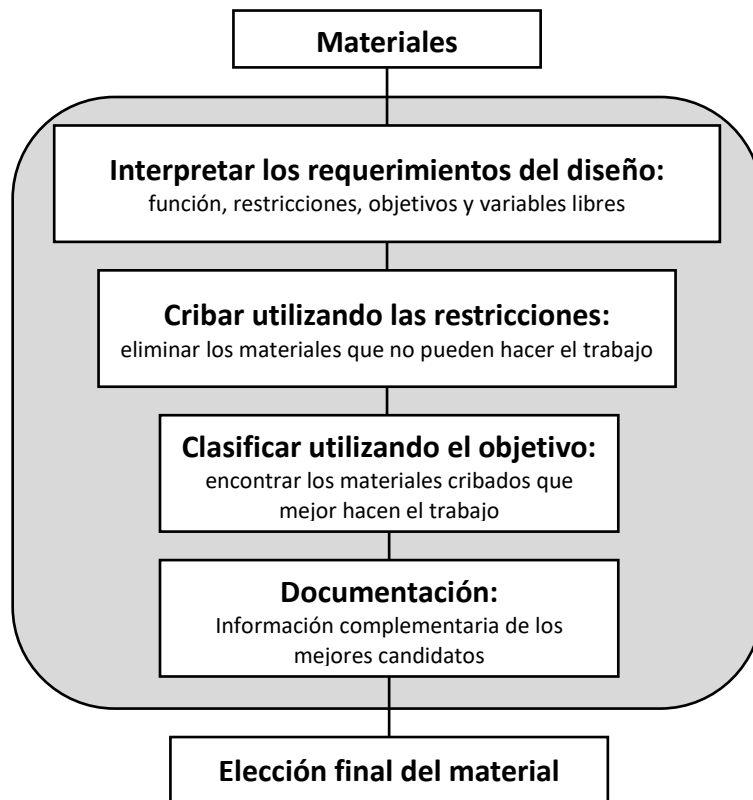 Materiales
Interpretar los requerimientos del diseño:
función, restricciones, objetivos y variables libres
Cribar utilizando las restricciones:
eliminar los materiales que no pueden hacer el trabajo
Clasificar utilizando el objetivo:
encontrar los materiales cribados que
mejor hacen el trabajo
Documentación:
Información complementaria de los
mejores candidatos
Elección final del material